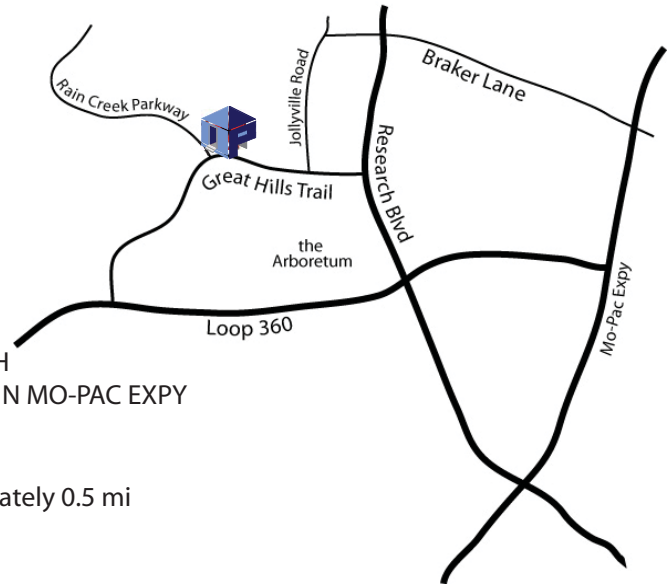 Braker Lane
Jollyville Road
Rain Creek Parkway
Research Blvd
Great Hills Trail
the
Arboretum
Mo-Pac Expy
Loop 360
H
N MO-PAC EXPY
ately 0.5 mi